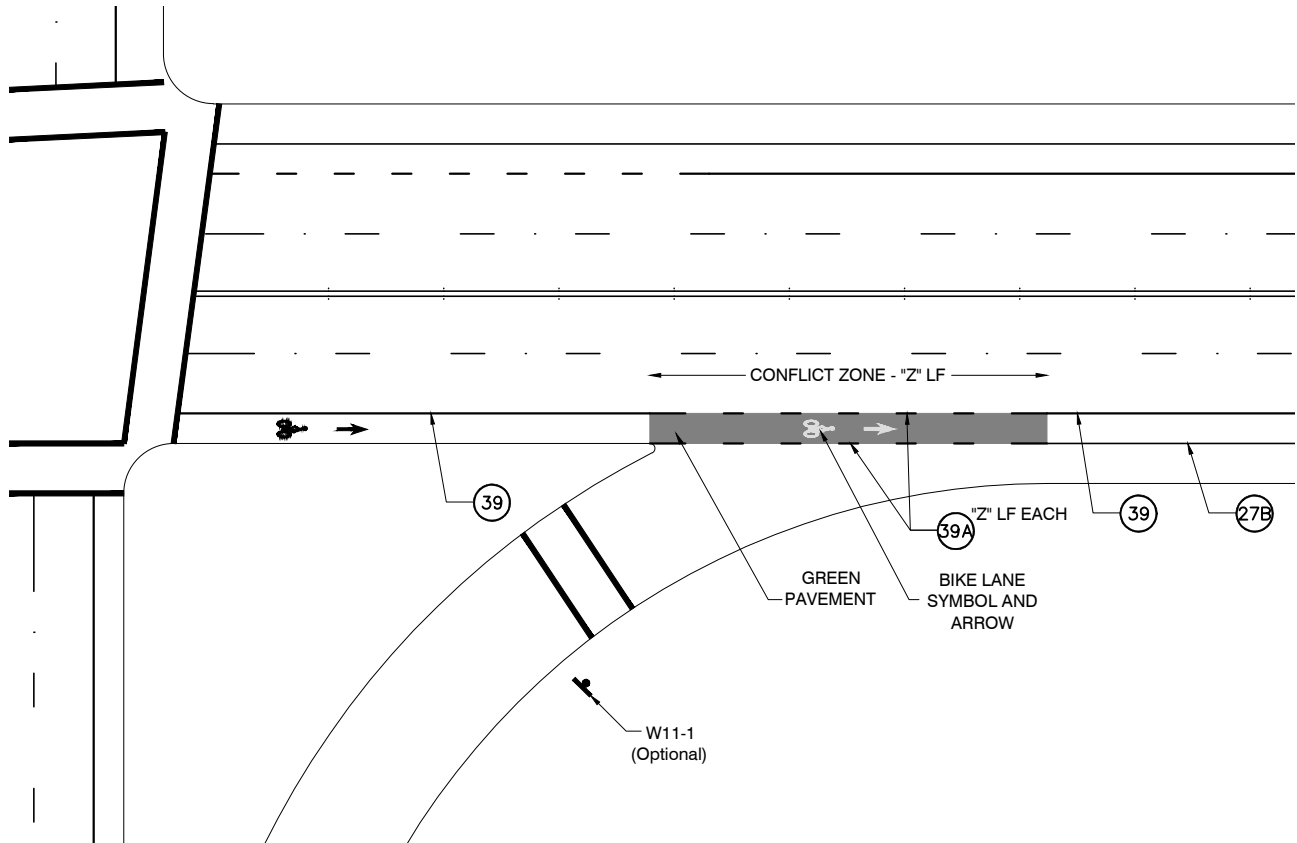 CONFLICT ZONE - "Z" LF
39
39A
"Z" LF EACH
39
27B
GREEN
PAVEMENT
BIKE LANE
SYMBOL AND
ARROW
W11-1
(Optional)